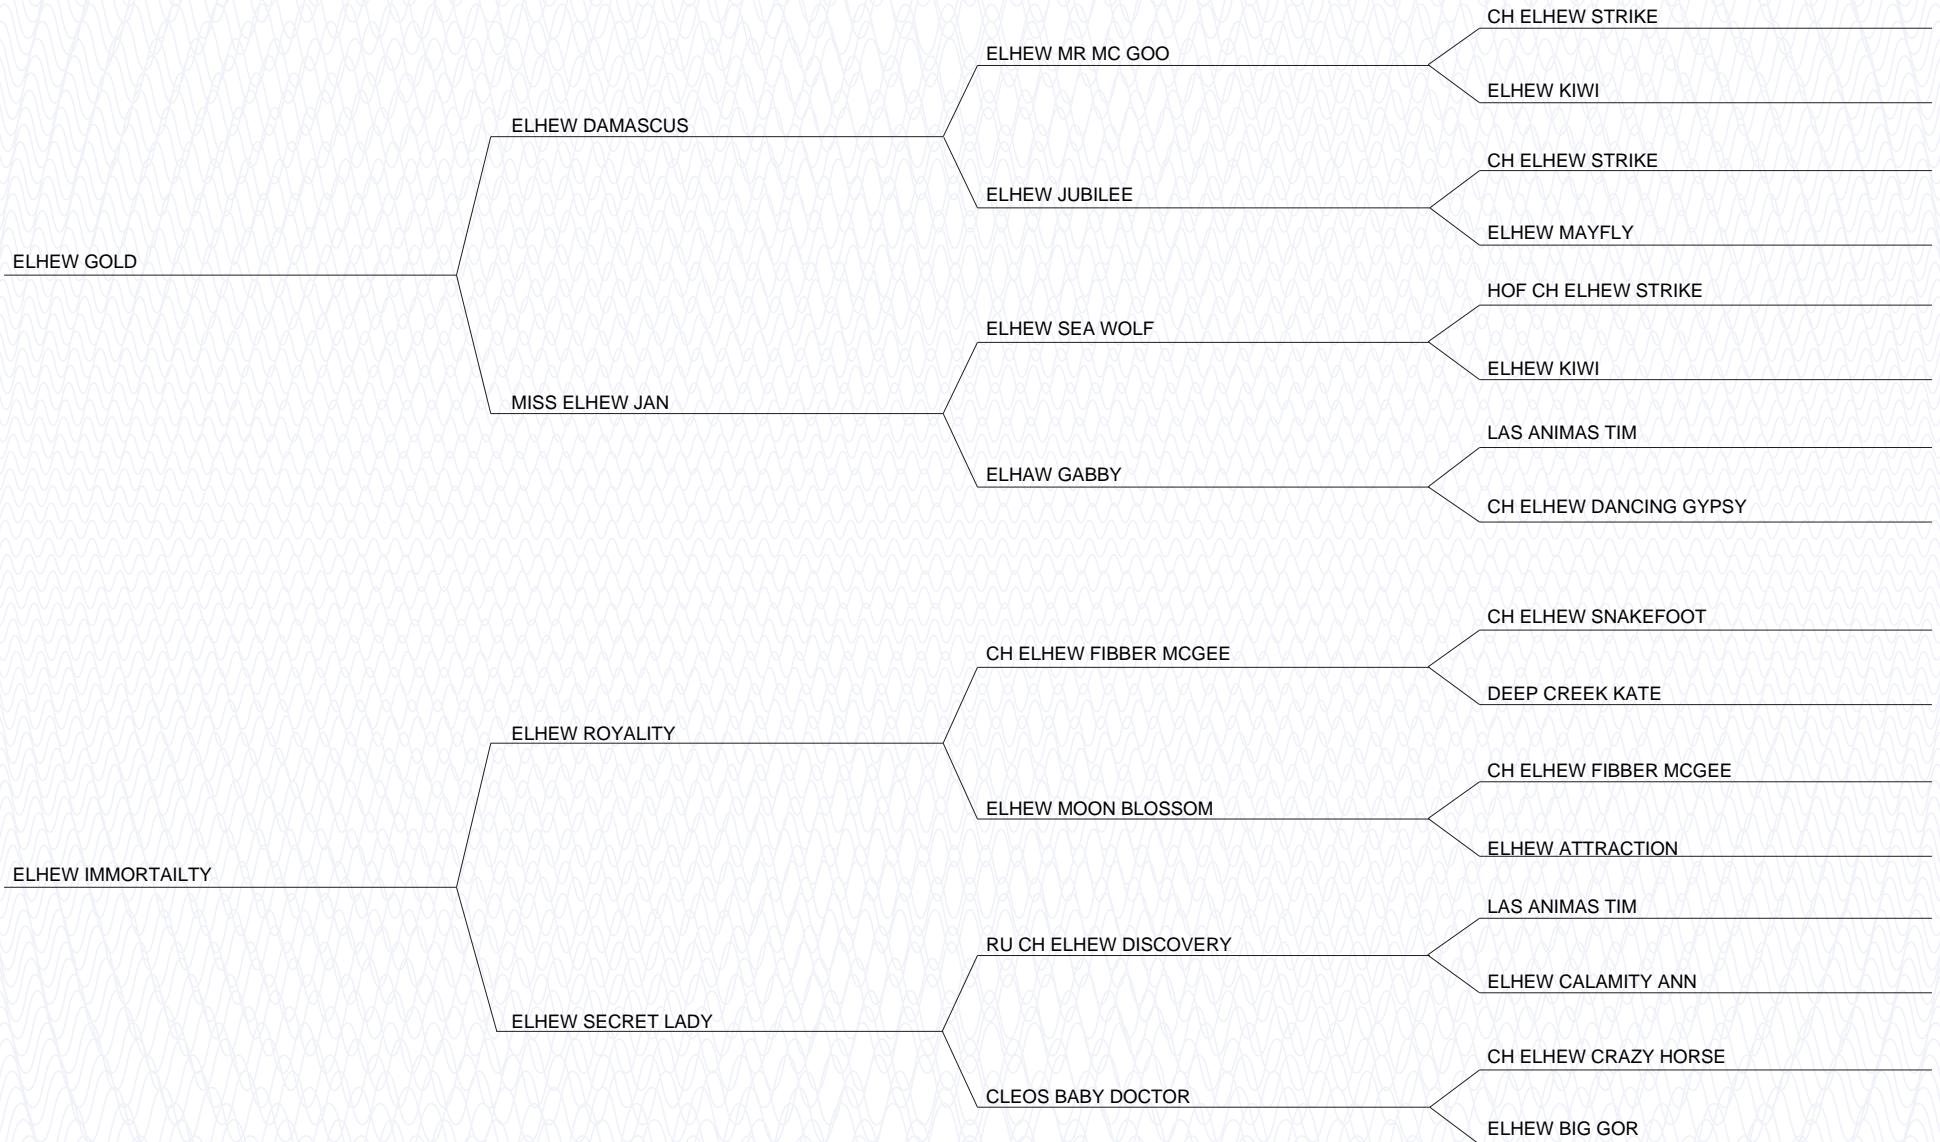 CH ELHEW STRIKE
ELHEW MR MC GOO
ELHEW KIWI
ELHEW DAMASCUS
CH ELHEW STRIKE
ELHEW JUBILEE
ELHEW MAYFLY
ELHEW GOLD
HOF CH ELHEW STRIKE
ELHEW SEA WOLF
ELHEW KIWI
MISS ELHEW JAN
LAS ANIMAS TIM
ELHAW GABBY
CH ELHEW DANCING GYPSY
CH ELHEW SNAKEFOOT
CH ELHEW FIBBER MCGEE
DEEP CREEK KATE
ELHEW ROYALITY
CH ELHEW FIBBER MCGEE
ELHEW MOON BLOSSOM
ELHEW ATTRACTION
ELHEW IMMORTAILTY
LAS ANIMAS TIM
RU CH ELHEW DISCOVERY
ELHEW CALAMITY ANN
ELHEW SECRET LADY
CH ELHEW CRAZY HORSE
CLEOS BABY DOCTOR
ELHEW BIG GOR